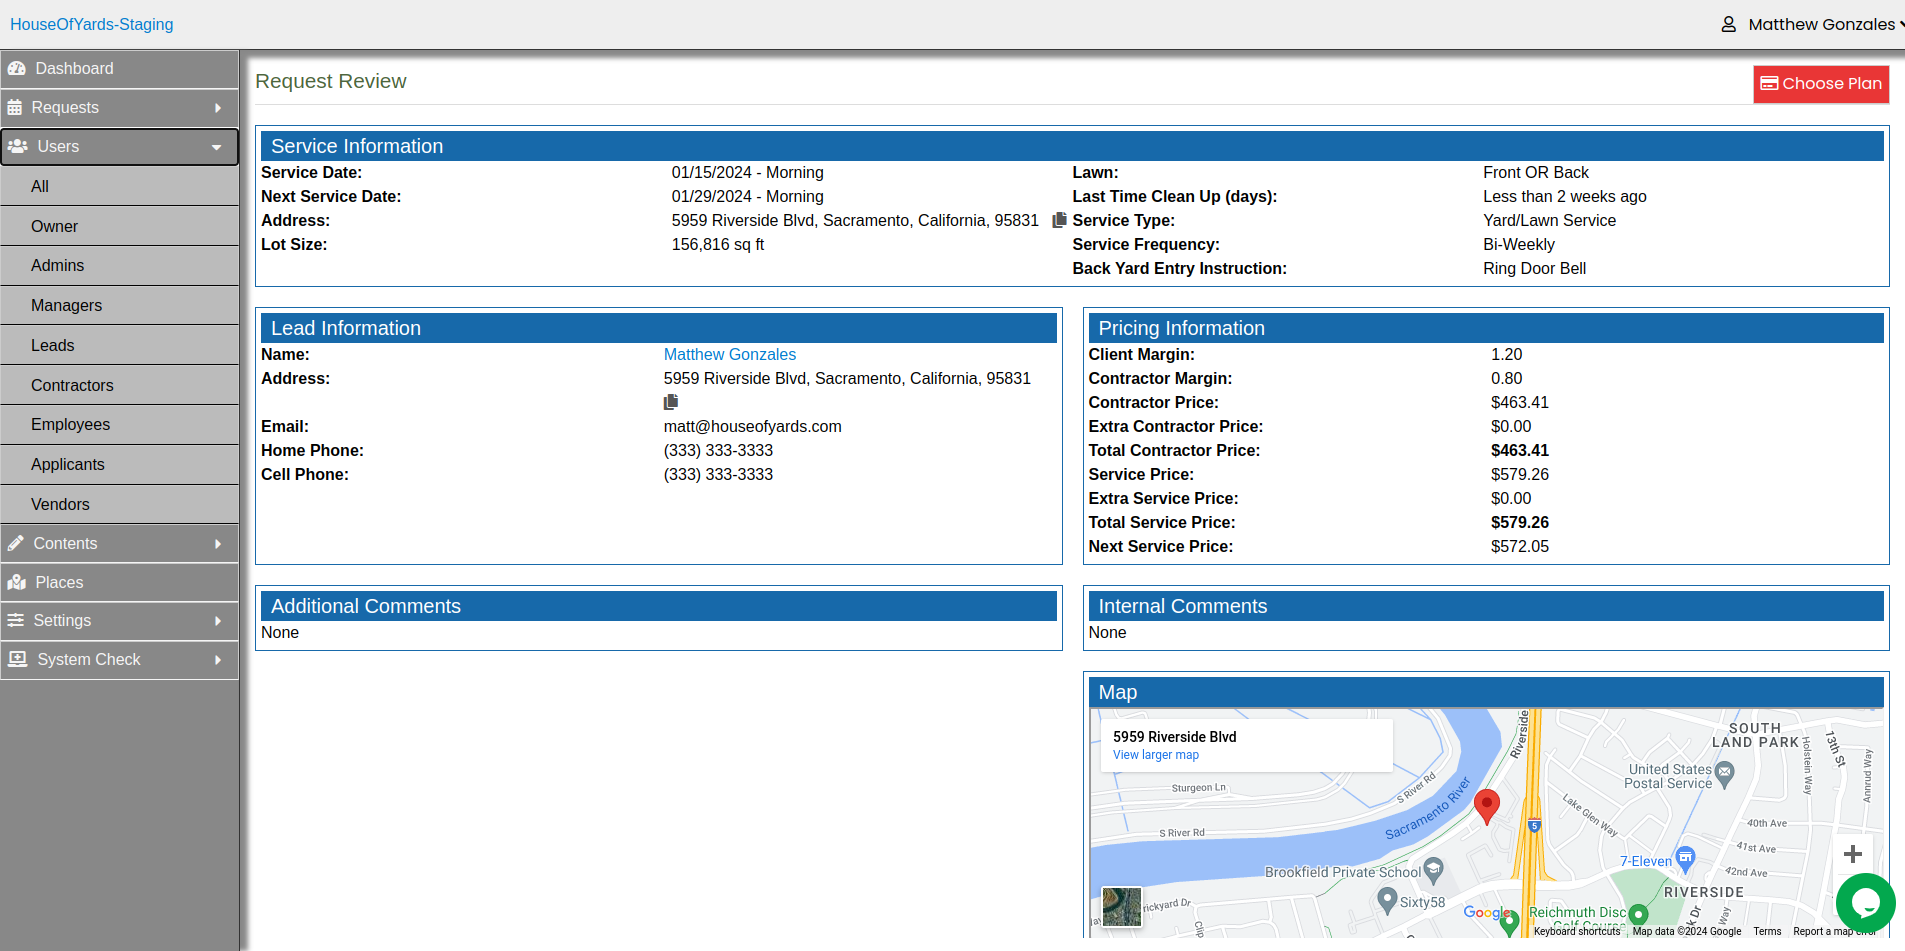 HouseOfYards-Staging
Matthew Gonzales
Dashboard
Requests
Users
All
Owner
Admins
Managers
Leads
Contractors
Employees
Applicants
Vendors
Contents
Places
Settings
System Check
Request Review
Choose Plan
Service Information
Service Date: 01/15/2024 - Morning
Next Service Date: 01/29/2024 - Morning
Address: 5959 Riverside Blvd, Sacramento, California, 95831
Lot Size: 156,816 sq ft
Lawn: Front OR Back
Last Time Clean Up (days): Less than 2 weeks ago
Service Type: Yard/Lawn Service
Service Frequency: Bi-Weekly
Back Yard Entry Instruction: Ring Door Bell
Lead Information
Name: Matthew Gonzales
Address: 5959 Riverside Blvd, Sacramento, California, 95831
Email: matt@houseofyards.com
Home Phone: (333) 333-3333
Cell Phone: (333) 333-3333
Pricing Information
Client Margin: 1.20
Contractor Margin: 0.80
Contractor Price: $463.41
Extra Contractor Price: $0.00
Total Contractor Price: $463.41
Service Price: $579.26
Extra Service Price: $0.00
Total Service Price: $579.26
Next Service Price: $572.05
Additional Comments
None
Internal Comments
None
Map
5959 Riverside Blvd
View larger map
Riverside
SOUTH
LAND PARK
13th St
Holstein Way
Annrud Way
United States
Postal Service
Sturgeon Ln
S River Rd
Sacramento River
Lake Glen Way
5
40th Ave
S River Rd
41st Ave
7-Eleven
42nd Ave
Brookfield Private School
RIVERSIDE
Sixty58
rickyard Dr
Google
Reichmuth Disc
Golf Course
Clip
k Dr
Way
Keyboard shortcuts
Map data ©2024 Google
Terms
Report a map error